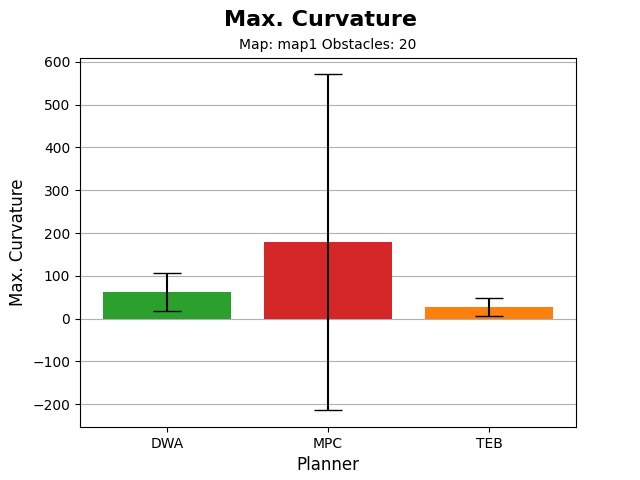 Max. Curvature
Map: map1 Obstacles: 20
600
500
400
300
200
100
0
−100
−200
Max. Curvature
DWA MPC TEB
Planner